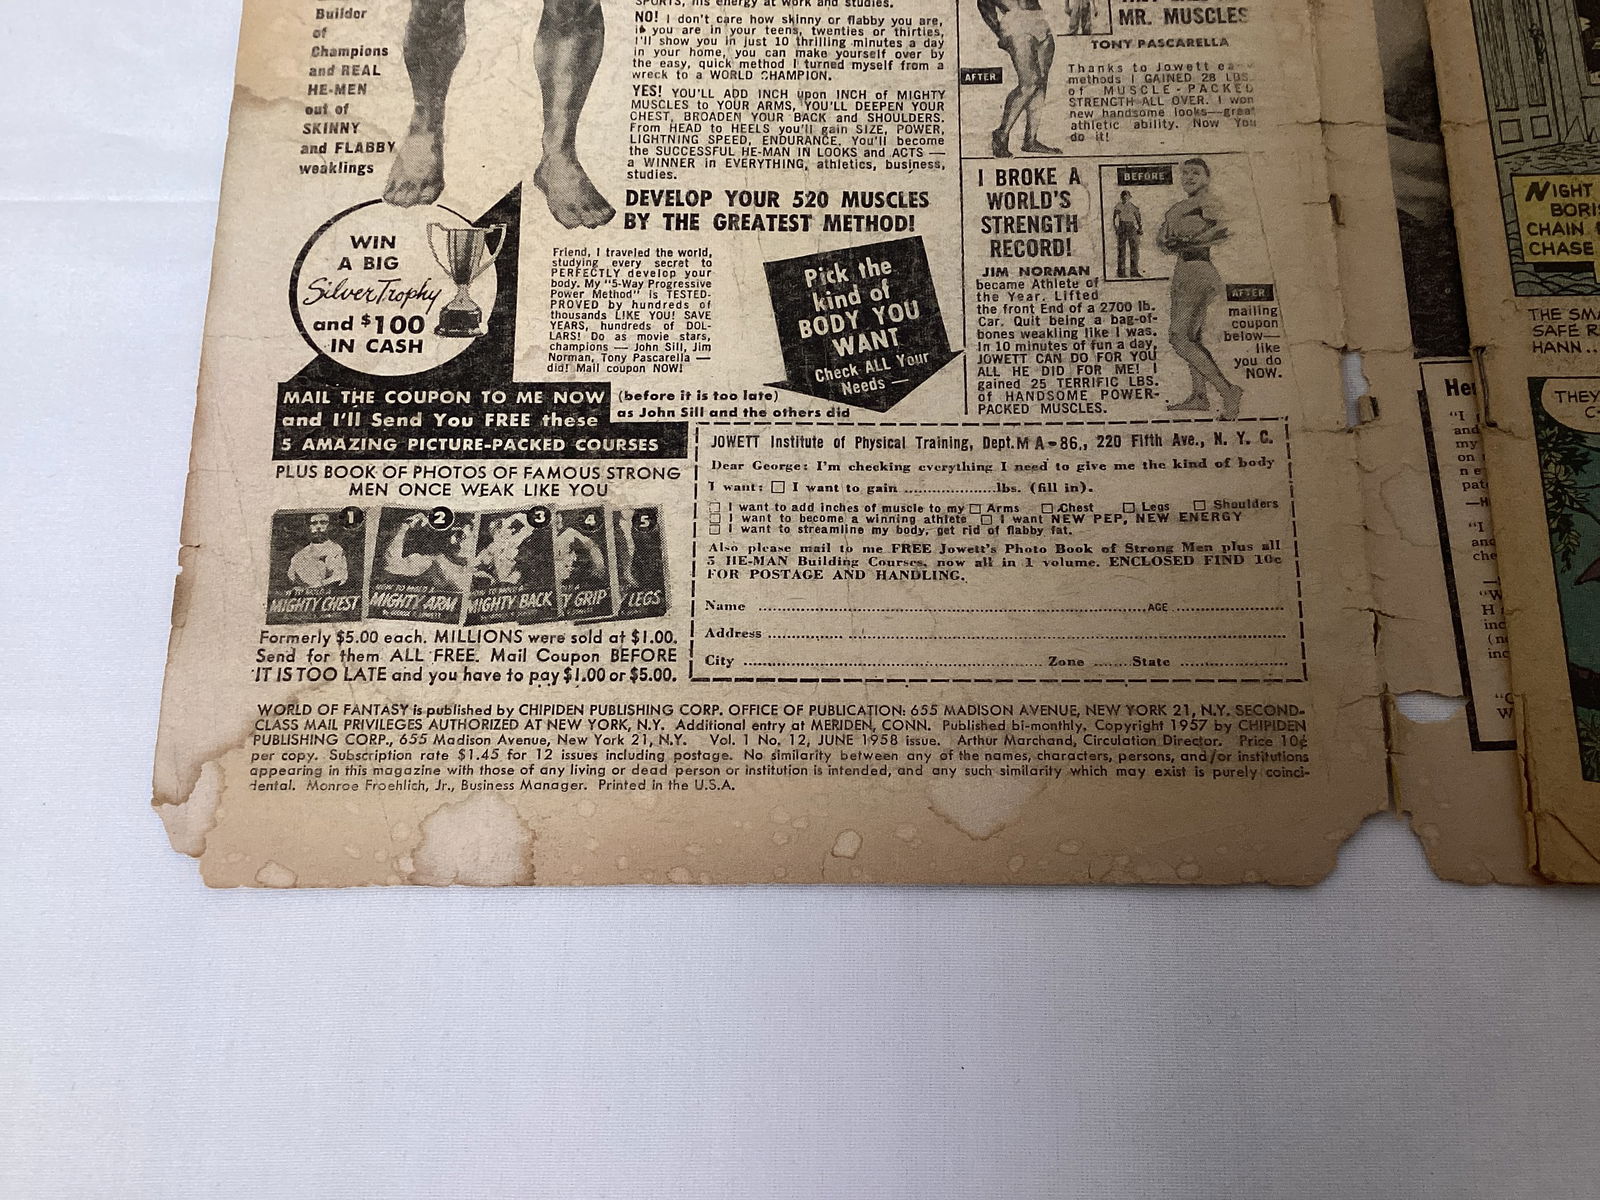 Builder
of
Champions
and REAL
HE-MEN
out of
SKINNY
and FLABBY
weaklings
SPORTS, his energy at work and studies.
NO! I don't care how skinny or flabby you are,
if you are in your teens, twenties or thirties,
I'll show you in just 10 thrilling minutes a day
in your home, you can make yourself over by
the easy, quick method I turned myself from a
wreck to a WORLD CHAMPION.
YES! YOU'LL ADD INCH upon INCH of MIGHTY
MUSCLES to YOUR ARMS, YOU'LL DEEPEN YOUR
CHEST, BROADEN YOUR BACK and SHOULDERS.
From HEAD to HEELS you'll gain SIZE, POWER,
LIGHTNING SPEED, ENDURANCE. You'll become
the SUCCESSFUL HE-MAN IN LOOKS and ACTS —
a WINNER in EVERYTHING, athletics, business,
studies.
DEVELOP YOUR 520 MUSCLES
BY THE GREATEST METHOD!
WIN
A BIG
Silver Trophy
and $100
IN CASH
Friend, I traveled the world,
studying every secret to
PERFECTLY develop your
body. My "5-Way Progressive
Power Method" is TESTED-
PROVED by hundreds of
thousands LIKE YOU! SAVE
YEARS, hundreds of DOL-
LARS! Do as movie stars,
champions — John Sill, Jim
Norman, Tony Pascarella —
did! Mail coupon NOW!
Pick the
kind of
BODY YOU
WANT
Check ALL Your
Needs —
MAIL THE COUPON TO ME NOW
and I'll Send You FREE these
5 AMAZING PICTURE-PACKED COURSES
(before it is too late)
as John Sill and the others did
PLUS BOOK OF PHOTOS OF FAMOUS STRONG
MEN ONCE WEAK LIKE YOU
1 2 3 4 5
MIGHTY CHEST
MIGHTY ARM
MIGHTY BACK
Y GRIP
Y LEGS
Formerly $5.00 each. MILLIONS were sold at $1.00.
Send for them ALL FREE. Mail Coupon BEFORE
IT IS TOO LATE and you have to pay $1.00 or $5.00.
MR. MUSCLES
TONY PASCARELLA
AFTER
Thanks to Jowett
methods I GAINED 28 LBS.
of MUSCLE-PACKED
STRENGTH ALL OVER. I won
new handsome looks—great
athletic ability. Now You
do it!
I BROKE A
WORLD'S
STRENGTH
RECORD!
BEFORE
JIM NORMAN
became Athlete of
the Year. Lifted
the front End of a 2700 lb.
Car. Quit being a bag-of-
bones weakling like I was.
In 10 minutes of fun a day,
JOWETT CAN DO FOR YOU
ALL HE DID FOR ME! I
gained 25 TERRIFIC LBS.
of HANDSOME POWER-
PACKED MUSCLES.
AFTER
mailing
coupon
below—
like
you do
NOW.
JOWETT Institute of Physical Training, Dept. MA-86., 220 Fifth Ave., N. Y. C.
Dear George: I'm checking everything I need to give me the kind of body
I want: ☐ I want to gain ..................lbs. (fill in).
☐ I want to add inches of muscle to my ☐ Arms ☐ Chest ☐ Legs ☐ Shoulders
☐ I want to become a winning athlete ☐ I want NEW PEP, NEW ENERGY
☐ I want to streamline my body, get rid of flabby fat.
Also please mail to me FREE Jowett's Photo Book of Strong Men plus all
5 HE-MAN Building Courses, now all in 1 volume. ENCLOSED FIND 10c
FOR POSTAGE AND HANDLING.
Name .................... AGE ..........
Address ....................
City .................... Zone ...... State ..........
WORLD OF FANTASY is published by CHIPIDEN PUBLISHING CORP. OFFICE OF PUBLICATION: 655 MADISON AVENUE, NEW YORK 21, N.Y. SECOND-
CLASS MAIL PRIVILEGES AUTHORIZED AT NEW YORK, N.Y. Additional entry at MERIDEN, CONN. Published bi-monthly. Copyright 1957 by CHIPIDEN
PUBLISHING CORP., 655 Madison Avenue, New York 21, N.Y. Vol. 1 No. 12, JUNE 1958 issue. Arthur Marchand, Circulation Director. Price 10¢
per copy. Subscription rate $1.45 for 12 issues including postage. No similarity between any of the names, characters, persons, and/or institutions
appearing in this magazine with those of any living or dead person or institution is intended, and any such similarity which may exist is purely coinci-
dental. Monroe Froehlich, Jr., Business Manager. Printed in the U.S.A.
NIGHT
BORIS
CHAIN
CHASE
THE SMA
SAFE R
HANN..
THEY